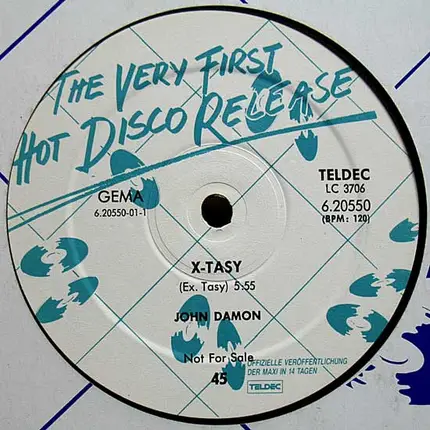 THE VERY FIRST
HOT DISCO RELEASE
GEMA
6.20550-01-1
TELDEC
LC 3706
6.20550
(BPM: 120)
X-TASY
(Ex. Tasy) 5:55
JOHN DAMON
Not For Sale
45
OFFIZIELLE VERÖFFENTLICHUNG
DER MAXI IN 14 TAGEN
TELDEC